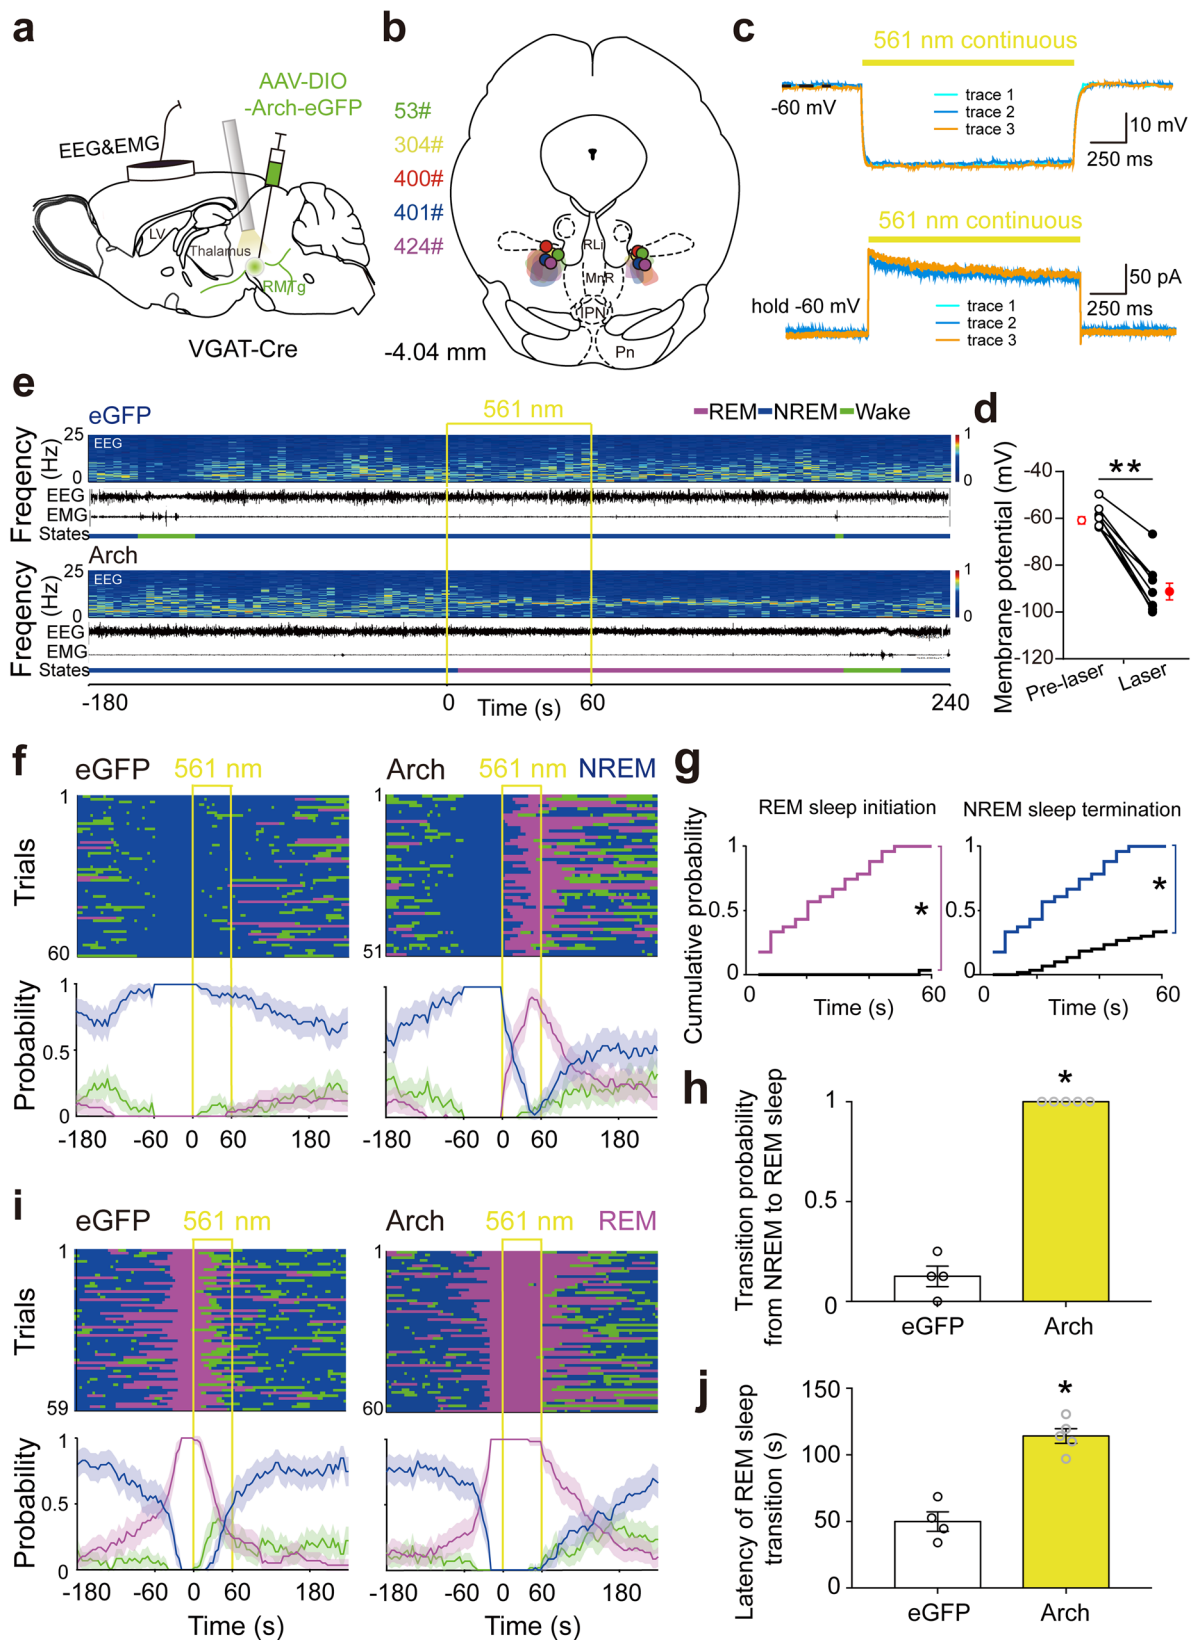 a
AAV-DIO
-Arch-eGFP
EEG&EMG
LV
Thalamus
RMTg
VGAT-Cre
b
53#
304#
400#
401#
424#
RLi
MnR
IPN
Pn
-4.04 mm
c
561 nm continuous
-60 mV
trace 1
trace 2
trace 3
10 mV
250 ms
561 nm continuous
hold -60 mV
trace 1
trace 2
trace 3
50 pA
250 ms
e
eGFP
561 nm
REM NREM Wake
Freqency
(Hz)
25
0
EEG
1
0
EEG
EMG
States
Arch
Freqency
(Hz)
25
0
EEG
1
0
EEG
EMG
States
-180 0 60 240
Time (s)
d
Membrane potential (mV)
-40
-60
-80
-100
-120
**
Pre-laser Laser
f
eGFP 561 nm
Arch 561 nm NREM
Trials
1
60
1
51
Probability
1
0.5
0
-180 -60 0 60 180
-180 -60 0 60 180
g
REM sleep initiation
NREM sleep termination
Cumulative probability
1
0.5
0
*
0 60
Time (s)
1
0.5
0
*
0 60
Time (s)
h
Transition probability
from NREM to REM sleep
1
0.5
0
*
eGFP Arch
i
eGFP 561 nm
Arch 561 nm REM
Trials
1
59
1
60
Probability
1
0.5
0
-180 -60 0 60 180
Time (s)
-180 -60 0 60 180
Time (s)
j
Latency of REM sleep
transition (s)
150
100
50
0
*
eGFP Arch